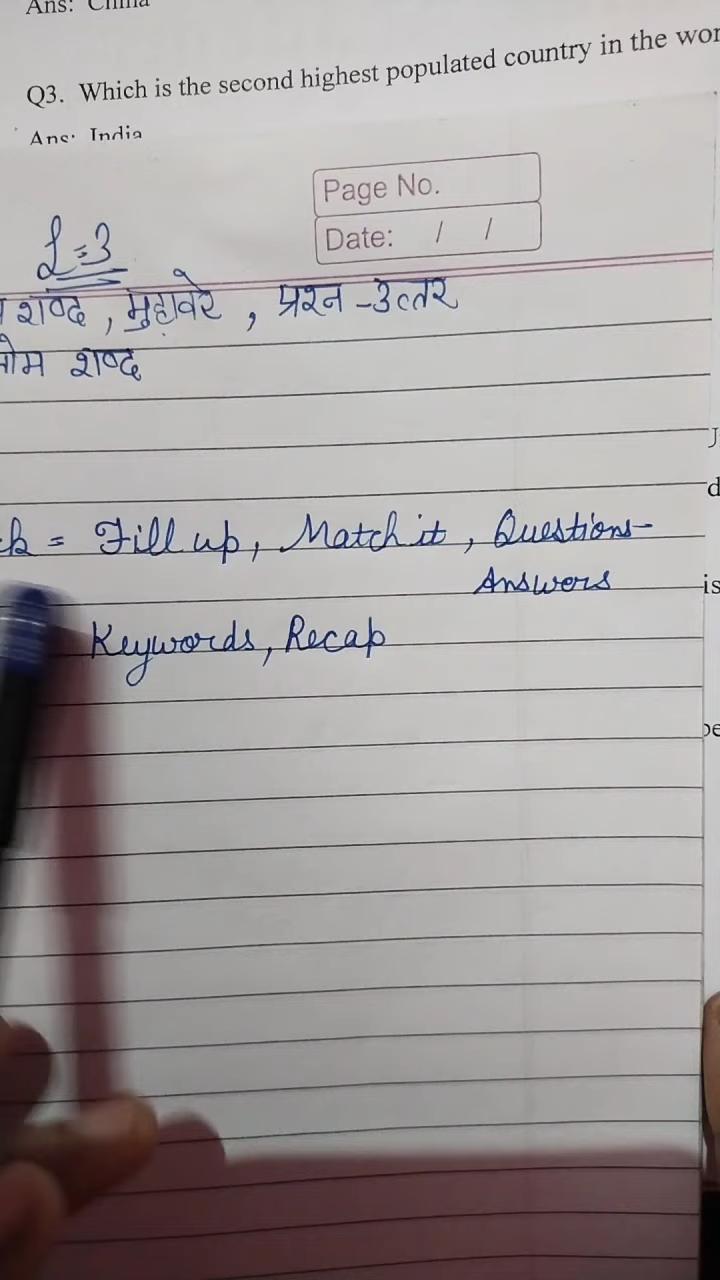 Ans: China
Q3. Which is the second highest populated country in the wor
Ans: India
Page No.
Date: / /
L=3
शब्द, मुहावरे, प्रश्न-उत्तर
शब्द
= Fill up, Match it, Questions-
Answers
is
Keywords, Recap